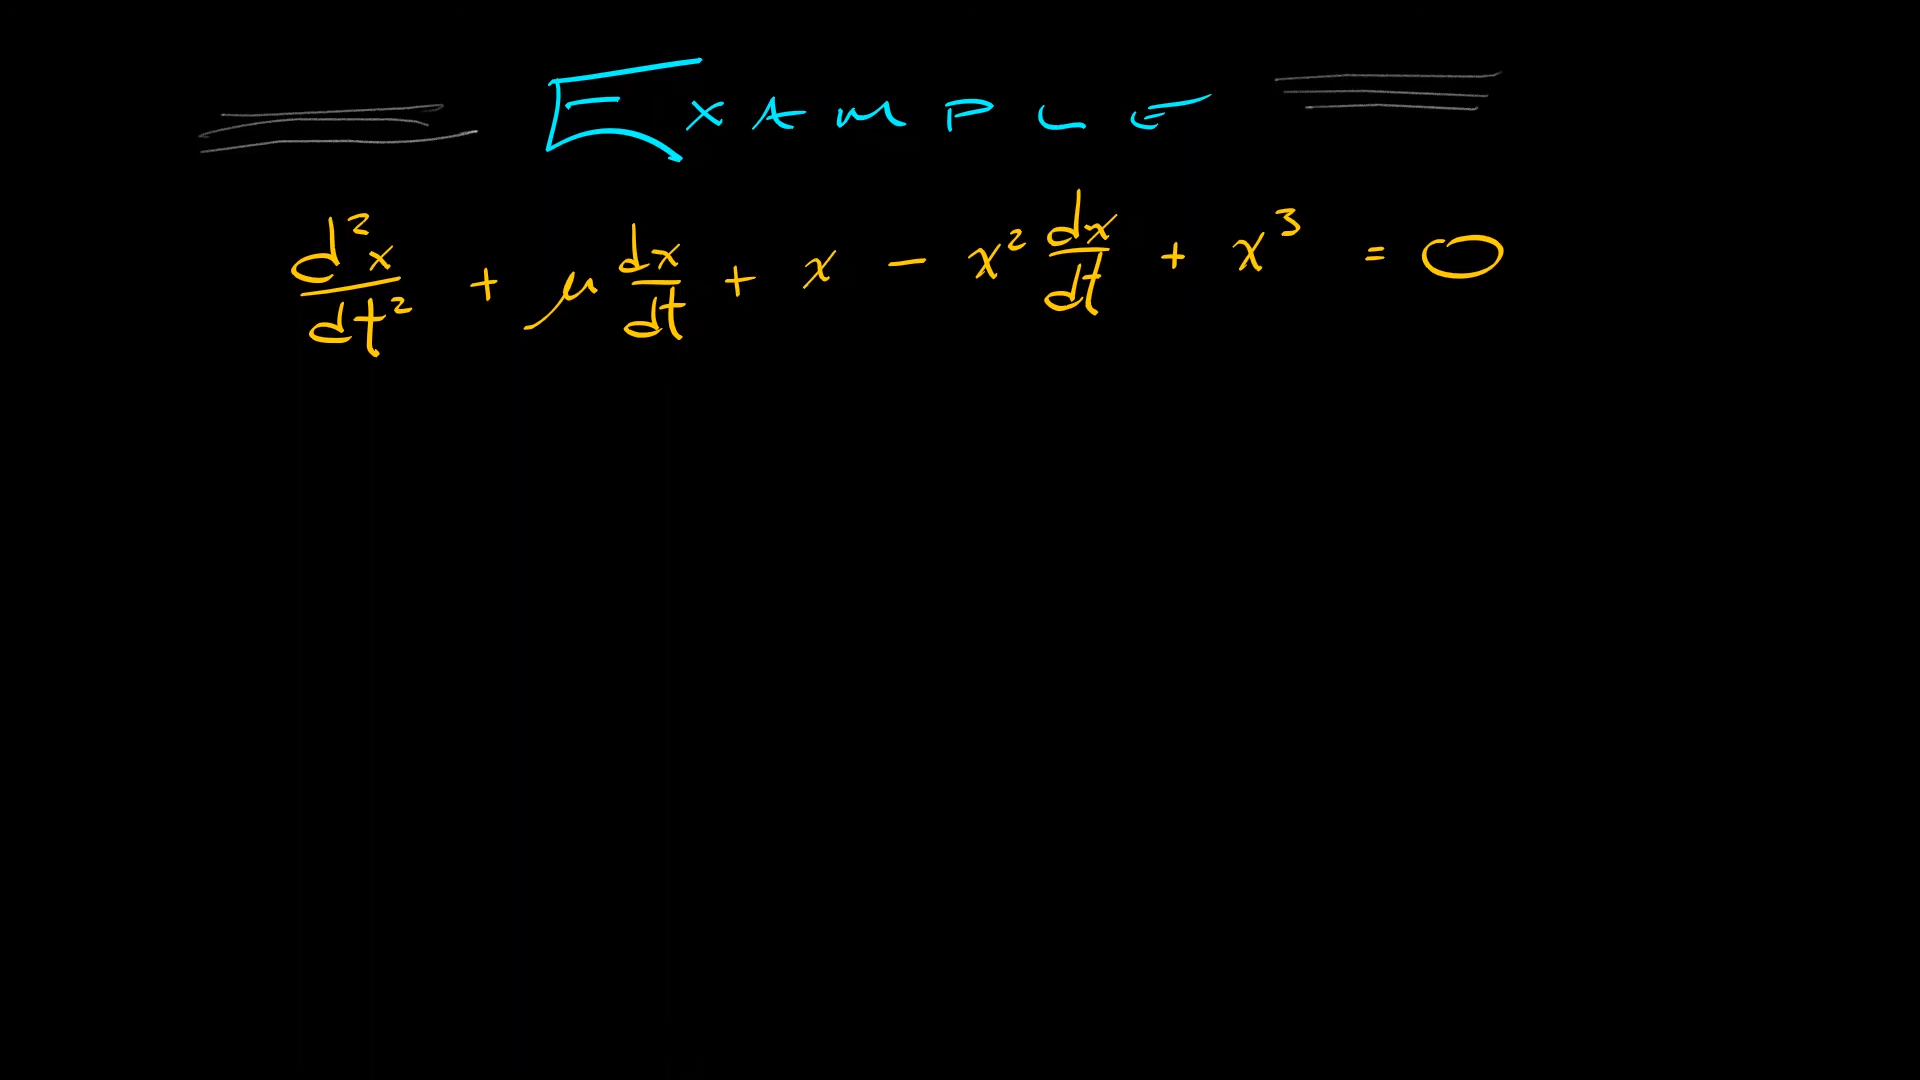 EXAMPLE
d²x/dt² + μ dx/dt + x − x² dx/dt + x³ = 0